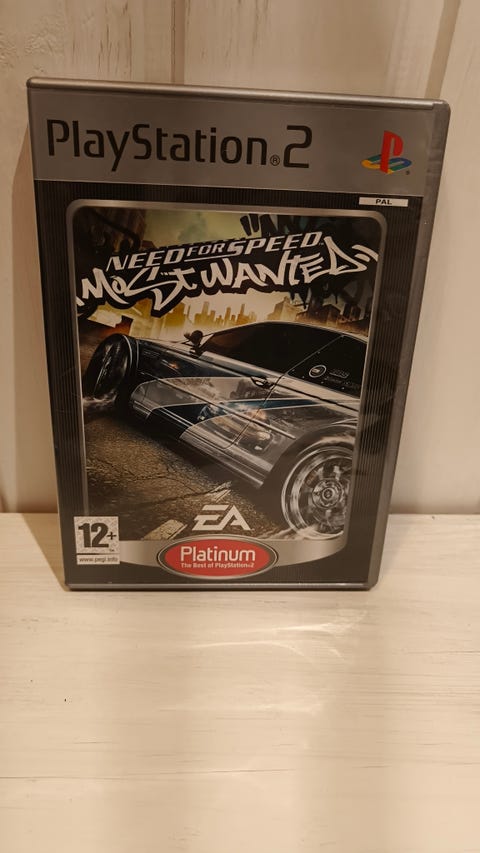 PlayStation®2
PAL
NEED FOR SPEED
MOST WANTED
EA
12+
www.pegi.info
Platinum
The Best of PlayStation®2